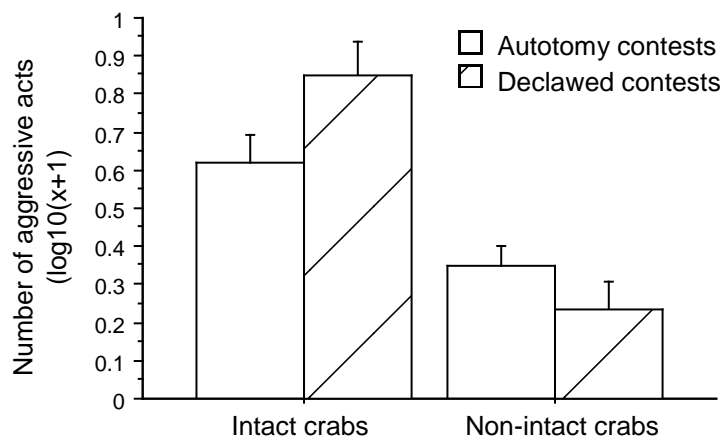 Number of aggressive acts
(log10(x+1)
1
0.9
0.8
0.7
0.6
0.5
0.4
0.3
0.2
0.1
0
Autotomy contests
Declawed contests
Intact crabs
Non-intact crabs